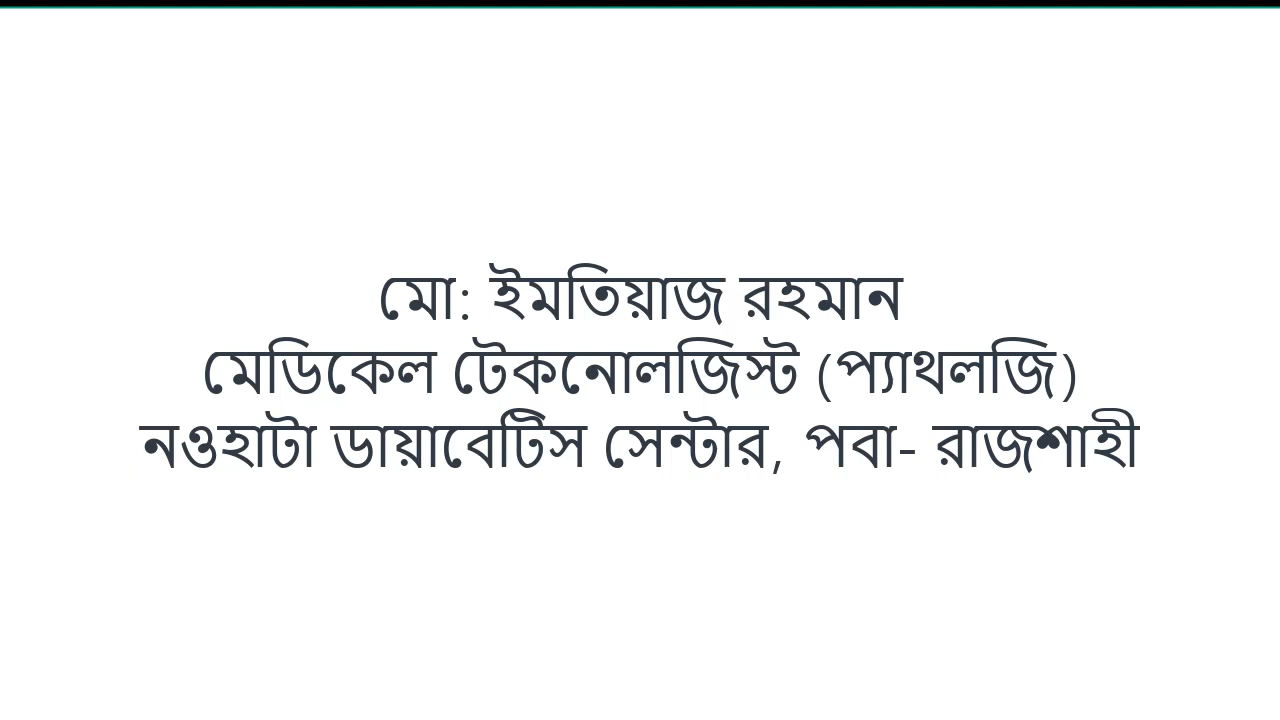 মো: ইমতিয়াজ রহমান
মেডিকেল টেকনোলজিস্ট (প্যাথলজি)
নওহাটা ডায়াবেটিস সেন্টার, পবা- রাজশাহী